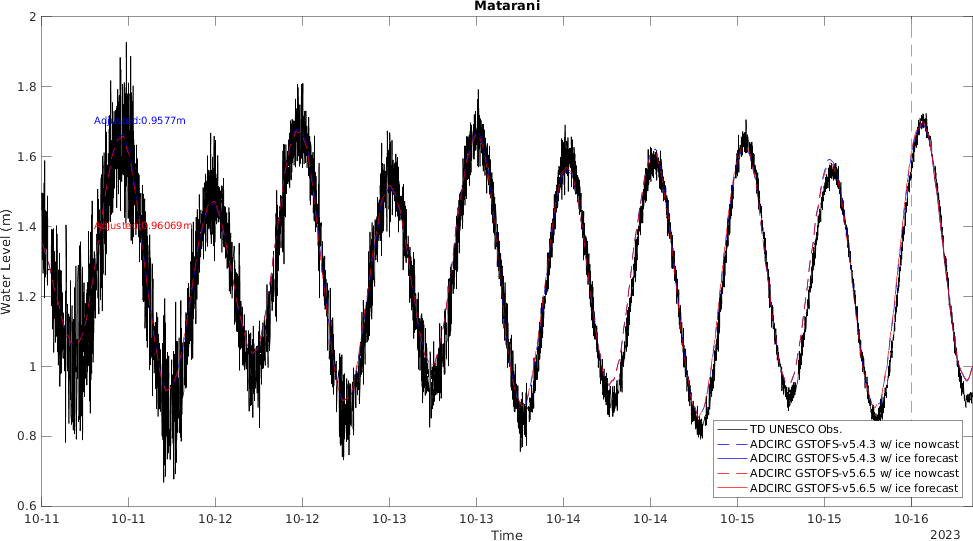 Matarani
2
1.8
1.6
1.4
1.2
1
0.8
0.6
Water Level (m)
Adjusted:0.9577m
Adjusted:0.96069m
TD UNESCO Obs.
ADCIRC GSTOFS-v5.4.3 w/ ice nowcast
ADCIRC GSTOFS-v5.4.3 w/ ice forecast
ADCIRC GSTOFS-v5.6.5 w/ ice nowcast
ADCIRC GSTOFS-v5.6.5 w/ ice forecast
10-11 10-11 10-12 10-12 10-13 10-13 10-14 10-14 10-15 10-15 10-16
Time
2023